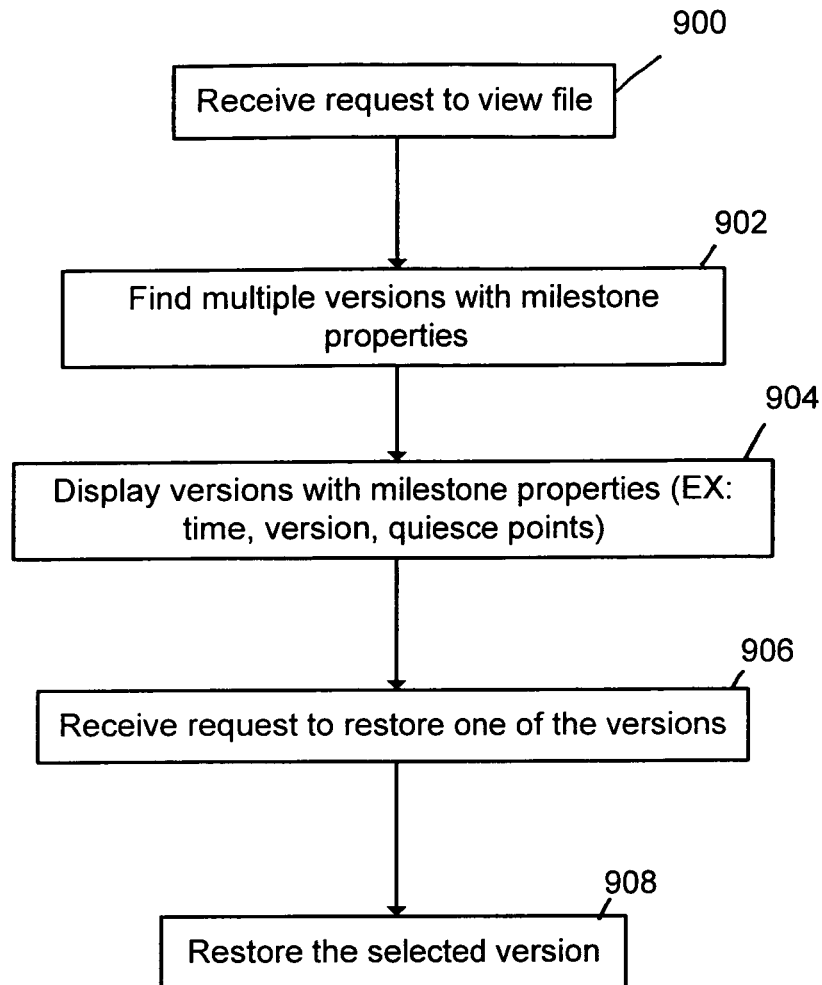 900
Receive request to view file
902
Find multiple versions with milestone
properties
904
Display versions with milestone properties (EX:
time, version, quiesce points)
906
Receive request to restore one of the versions
908
Restore the selected version